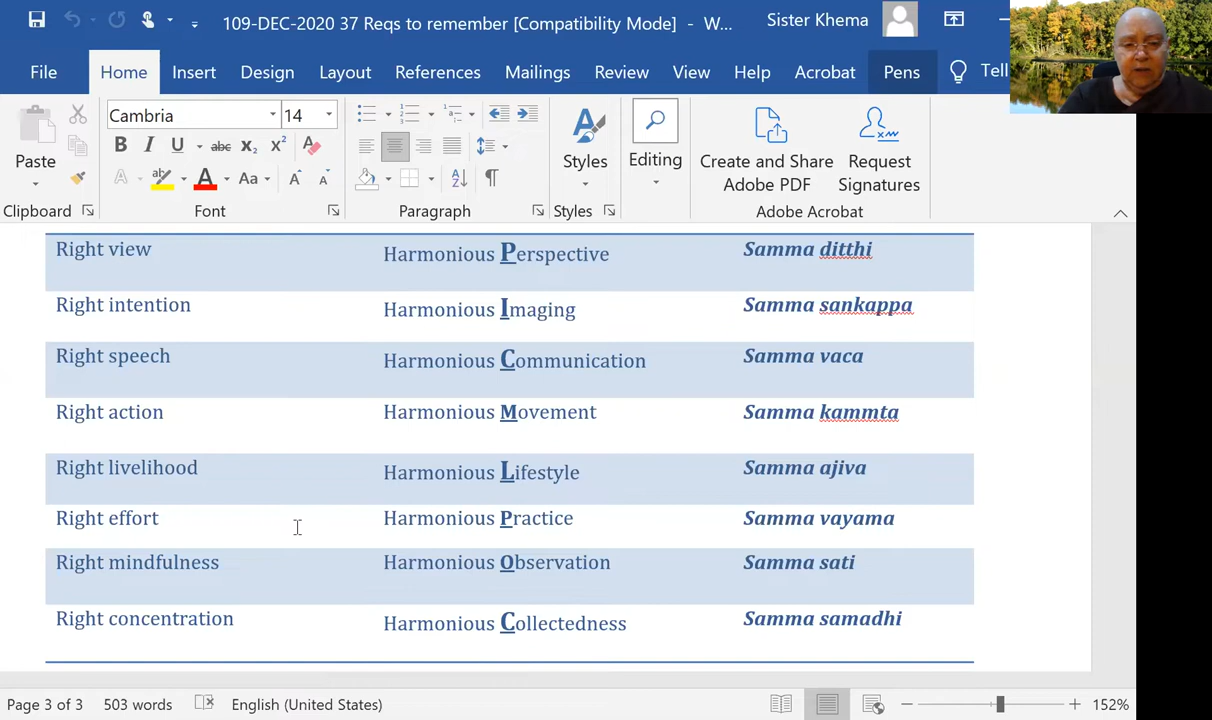 109-DEC-2020 37 Reqs to remember [Compatibility Mode] - W...
Sister Khema
File Home Insert Design Layout References Mailings Review View Help Acrobat Pens Tell
Cambria 14
Paste
B I U abc X₂ X²
A ab A Aa A A
Styles
Editing
Create and Share Adobe PDF
Request Signatures
Clipboard Font Paragraph Styles Adobe Acrobat
Right view Harmonious Perspective Samma ditthi
Right intention Harmonious Imaging Samma sankappa
Right speech Harmonious Communication Samma vaca
Right action Harmonious Movement Samma kammta
Right livelihood Harmonious Lifestyle Samma ajiva
Right effort Harmonious Practice Samma vayama
Right mindfulness Harmonious Observation Samma sati
Right concentration Harmonious Collectedness Samma samadhi
Page 3 of 3 503 words English (United States) 152%